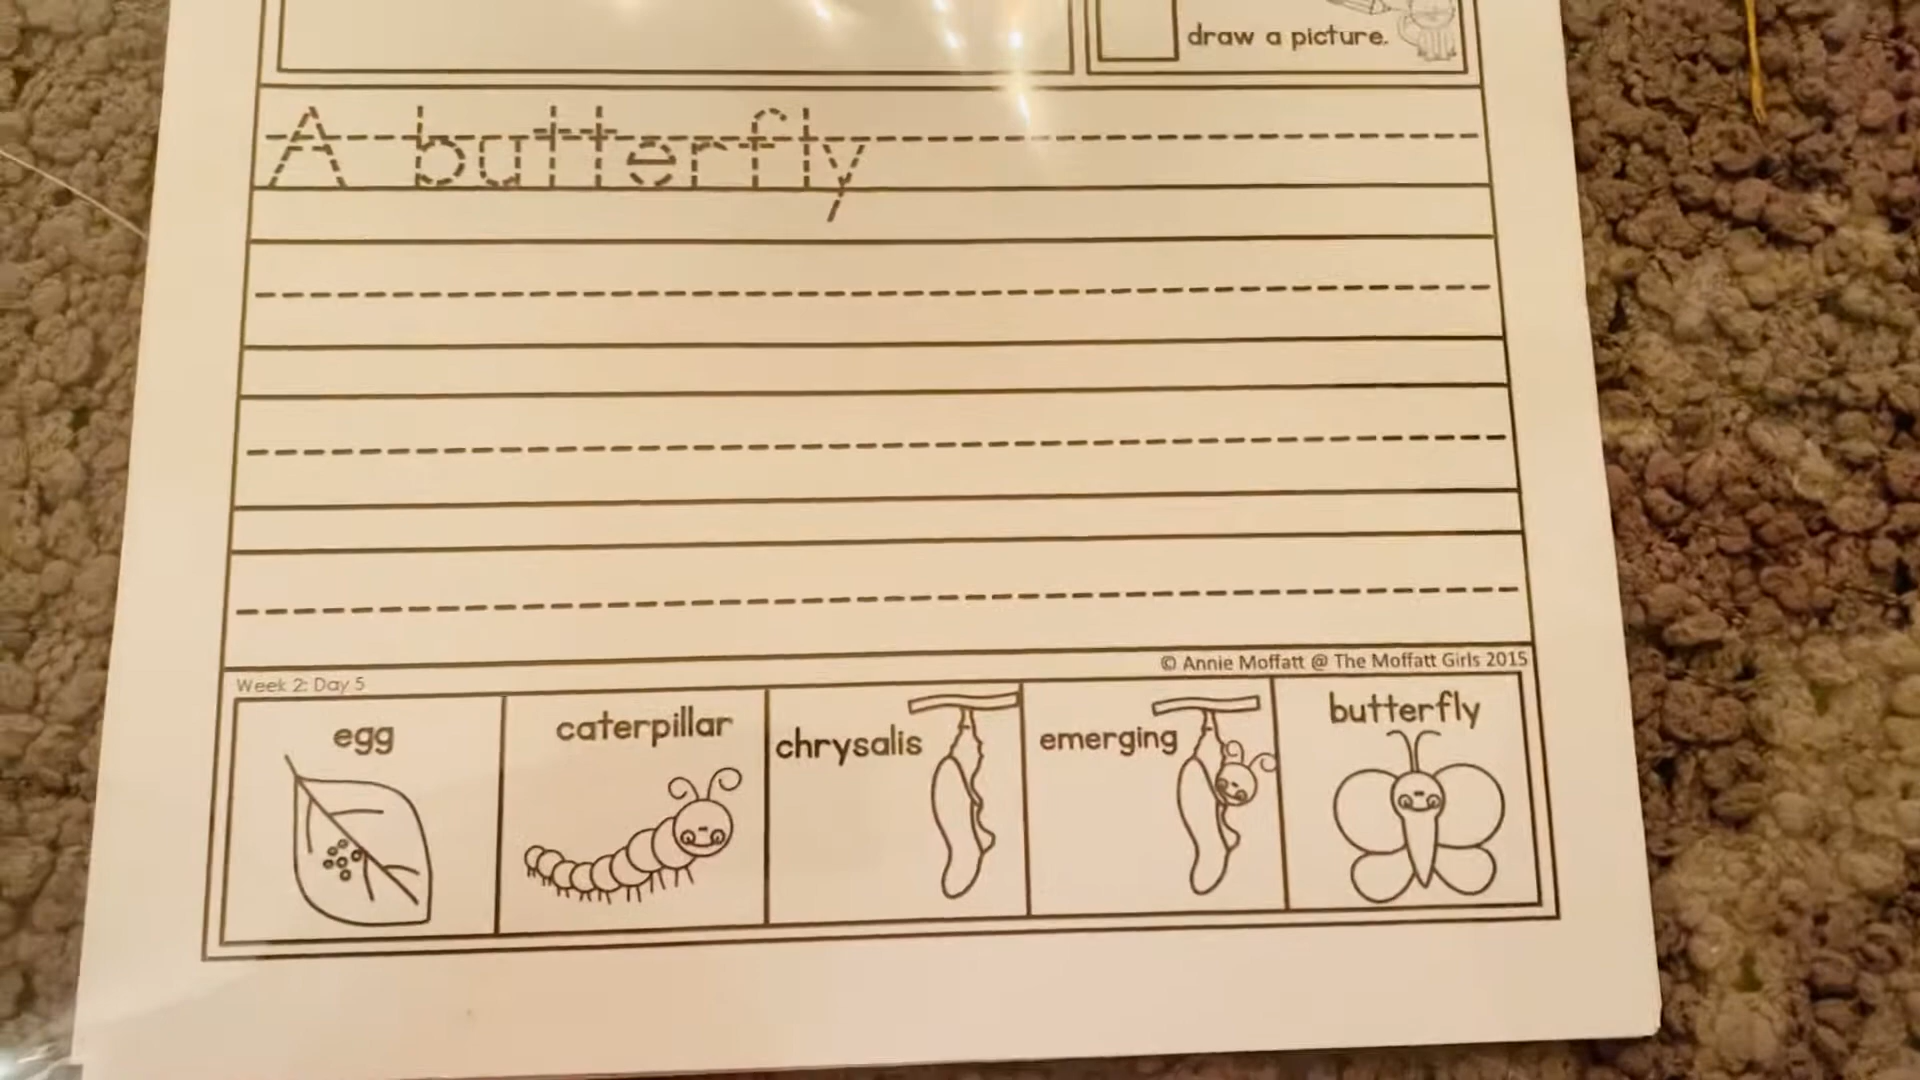 draw a picture.
A butterfly
© Annie Moffatt @ The Moffatt Girls 2015
Week 2: Day 5
egg
caterpillar
chrysalis
emerging
butterfly